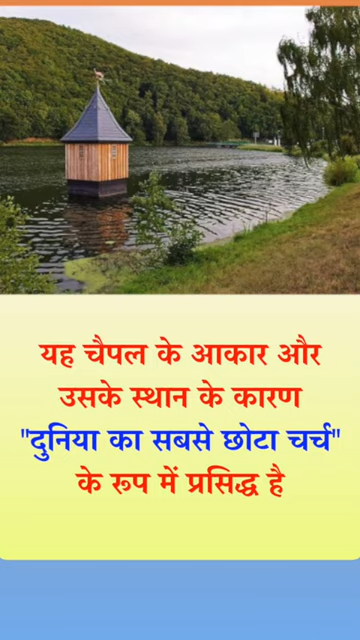 यह चैपल के आकार और
उसके स्थान के कारण
"दुनिया का सबसे छोटा चर्च"
के रूप में प्रसिद्ध है